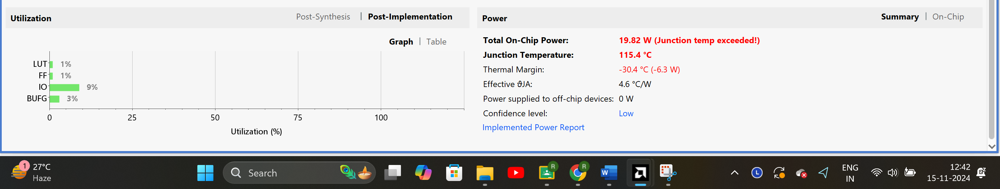 Utilization
Post-Synthesis | Post-Implementation
Graph | Table
LUT 1%
FF 1%
IO 9%
BUFG 3%
0 25 50 75 100
Utilization (%)
Power
Summary | On-Chip
Total On-Chip Power: 19.82 W (Junction temp exceeded!)
Junction Temperature: 115.4 °C
Thermal Margin: -30.4 °C (-6.3 W)
Effective ϑJA: 4.6 °C/W
Power supplied to off-chip devices: 0 W
Confidence level: Low
Implemented Power Report
1
27°C
Haze
Search
R
R
W
L
ENG
IN
12:42
15-11-2024